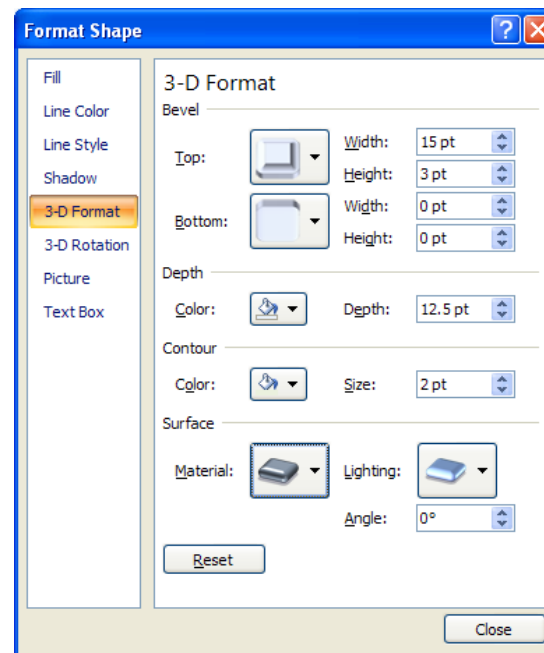 Format Shape
?
Fill
Line Color
Line Style
Shadow
3-D Format
3-D Rotation
Picture
Text Box
3-D Format
Bevel
Top:
Width: 15 pt
Height: 3 pt
Bottom:
Width: 0 pt
Height: 0 pt
Depth
Color:
Depth: 12.5 pt
Contour
Color:
Size: 2 pt
Surface
Material:
Lighting:
Angle: 0°
Reset
Close